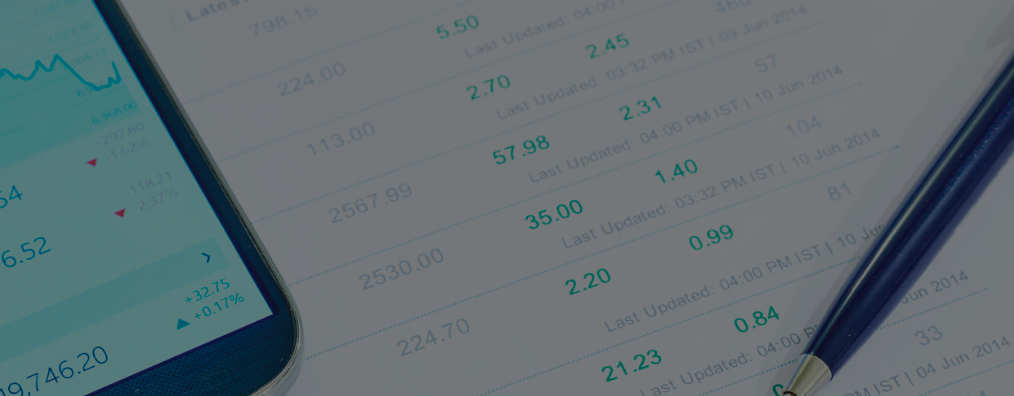 292.60
-1.62%
-118.21
-2.37%
54
6.52
+32.75
+0.17%
19,746.20
798.15
224.00 5.50
Last Updated: 04:00
113.00 2.70 2.45 460
Last Updated: 03:32 PM IST | 09 Jun 2014
2567.99 57.98 2.31 57
Last Updated: 04:00 PM IST | 10 Jun 2014
2530.00 35.00 1.40 104
Last Updated: 03:32 PM IST | 10 Jun 2014
224.70 2.20 0.99 81
Last Updated: 04:00 PM IST | 10 Jun
21.23 0.84
Last Updated: 04:00 Jun 2014
33
IST | 04 Jun 2014